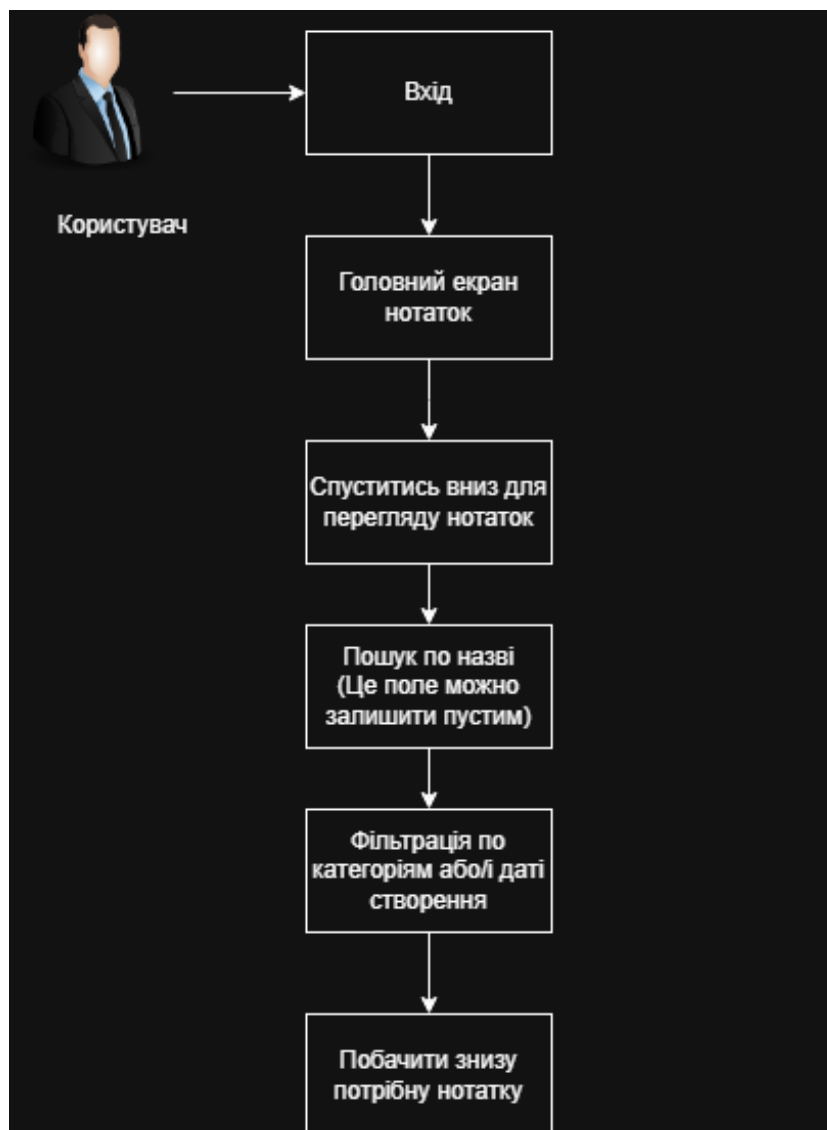 Вхід
Користувач
Головний екран
нотаток
Спуститись вниз для
перегляду нотаток
Пошук по назві
(Це поле можно
залишити пустим)
Фільтрація по
категоріям або/і даті
створення
Побачити знизу
потрібну нотатку